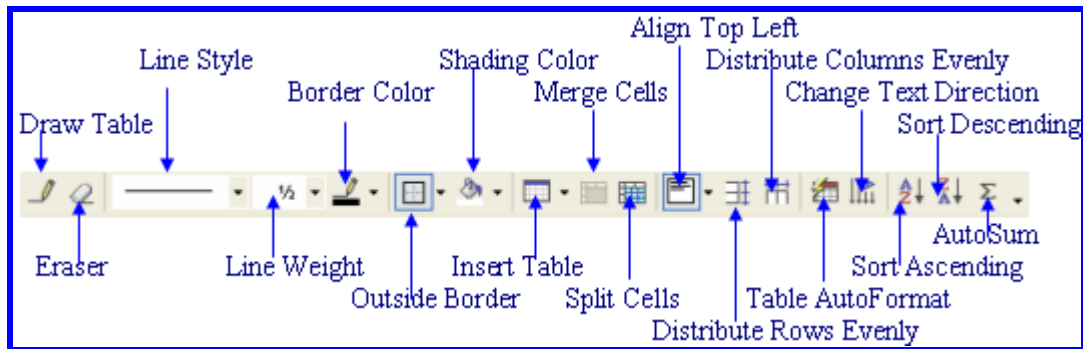 Align Top Left
Line Style
Shading Color
Distribute Columns Evenly
Border Color
Merge Cells
Change Text Direction
Draw Table
Sort Descending
½
AutoSum
Eraser
Line Weight
Insert Table
Sort Ascending
Outside Border
Split Cells
Table AutoFormat
Distribute Rows Evenly